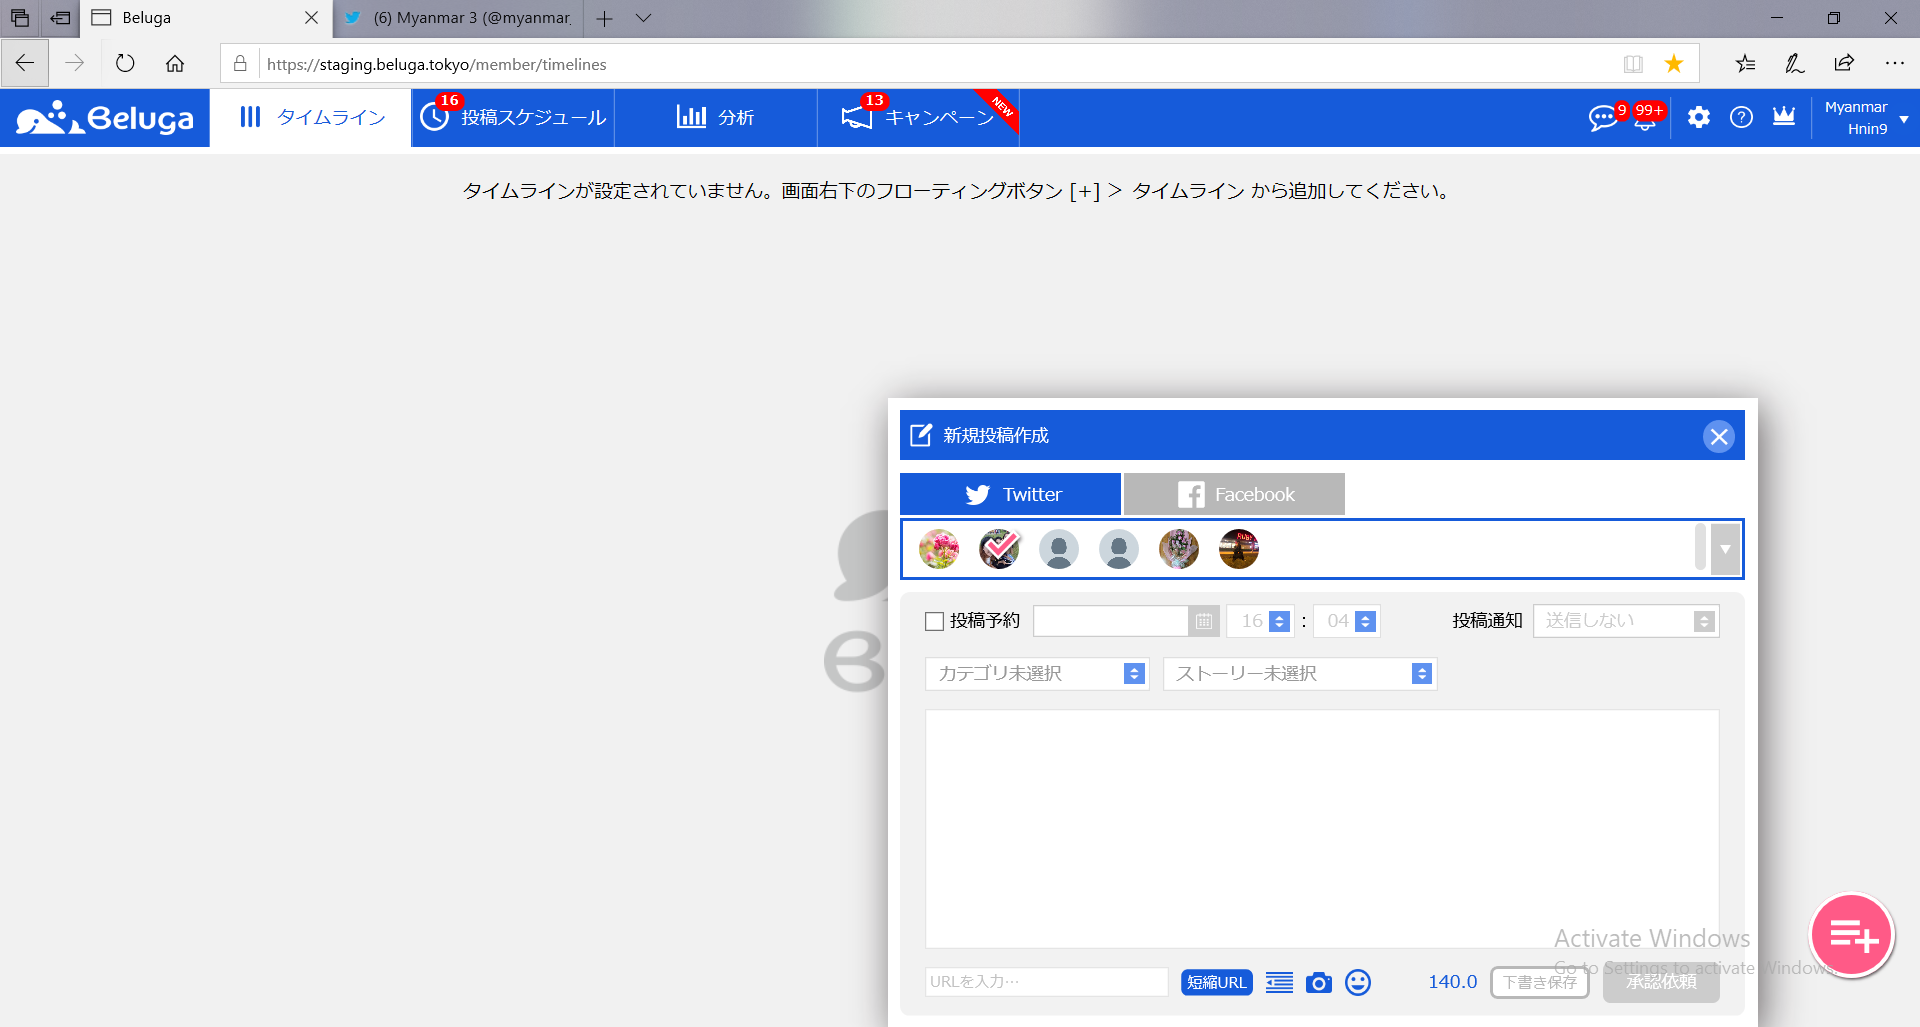 Beluga
(6) Myanmar 3 (@myanmar_
https://staging.beluga.tokyo/member/timelines
Beluga
タイムライン
16
投稿スケジュール
分析
13
キャンペーン
NEW
9
99+
?
Myanmar
Hnin9
タイムラインが設定されていません。画面右下のフローティングボタン [+] > タイムライン から追加してください。
新規投稿作成
Twitter
Facebook
RUBY
投稿予約
16 : 04
投稿通知
送信しない
カテゴリ未選択
ストーリー未選択
Activate Windows
Go to Settings to activate Windows.
URLを入力…
短縮URL
140.0
下書き保存
承認依頼